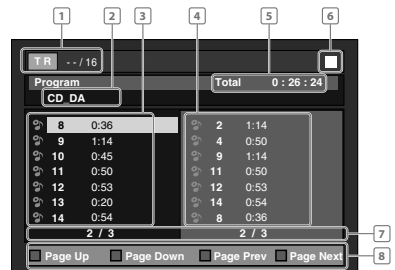 1 2 3 4 5 6
TR --/16
Program Total 0:26:24
CD_DA
8 0:36 2 1:14
9 1:14 4 0:50
10 0:45 9 1:14
11 0:50 11 0:50
12 0:53 12 0:53
13 0:20 14 0:54
14 0:54 8 0:36
2 / 3 2 / 3 7
Page Up Page Down Page Prev Page Next 8